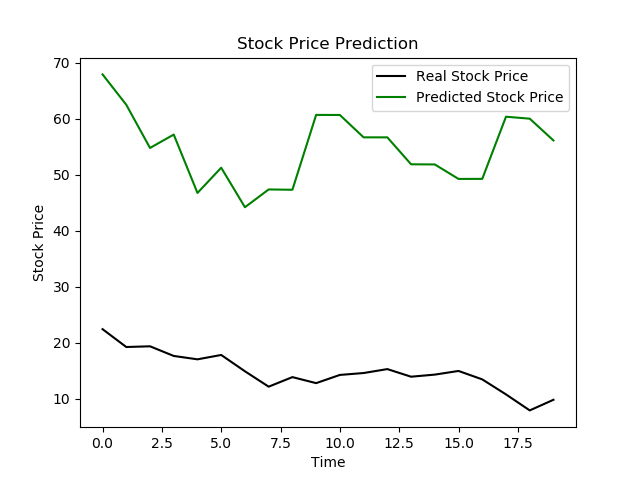 Stock Price Prediction
Real Stock Price
Predicted Stock Price
Stock Price
70
60
50
40
30
20
10
0.0 2.5 5.0 7.5 10.0 12.5 15.0 17.5
Time